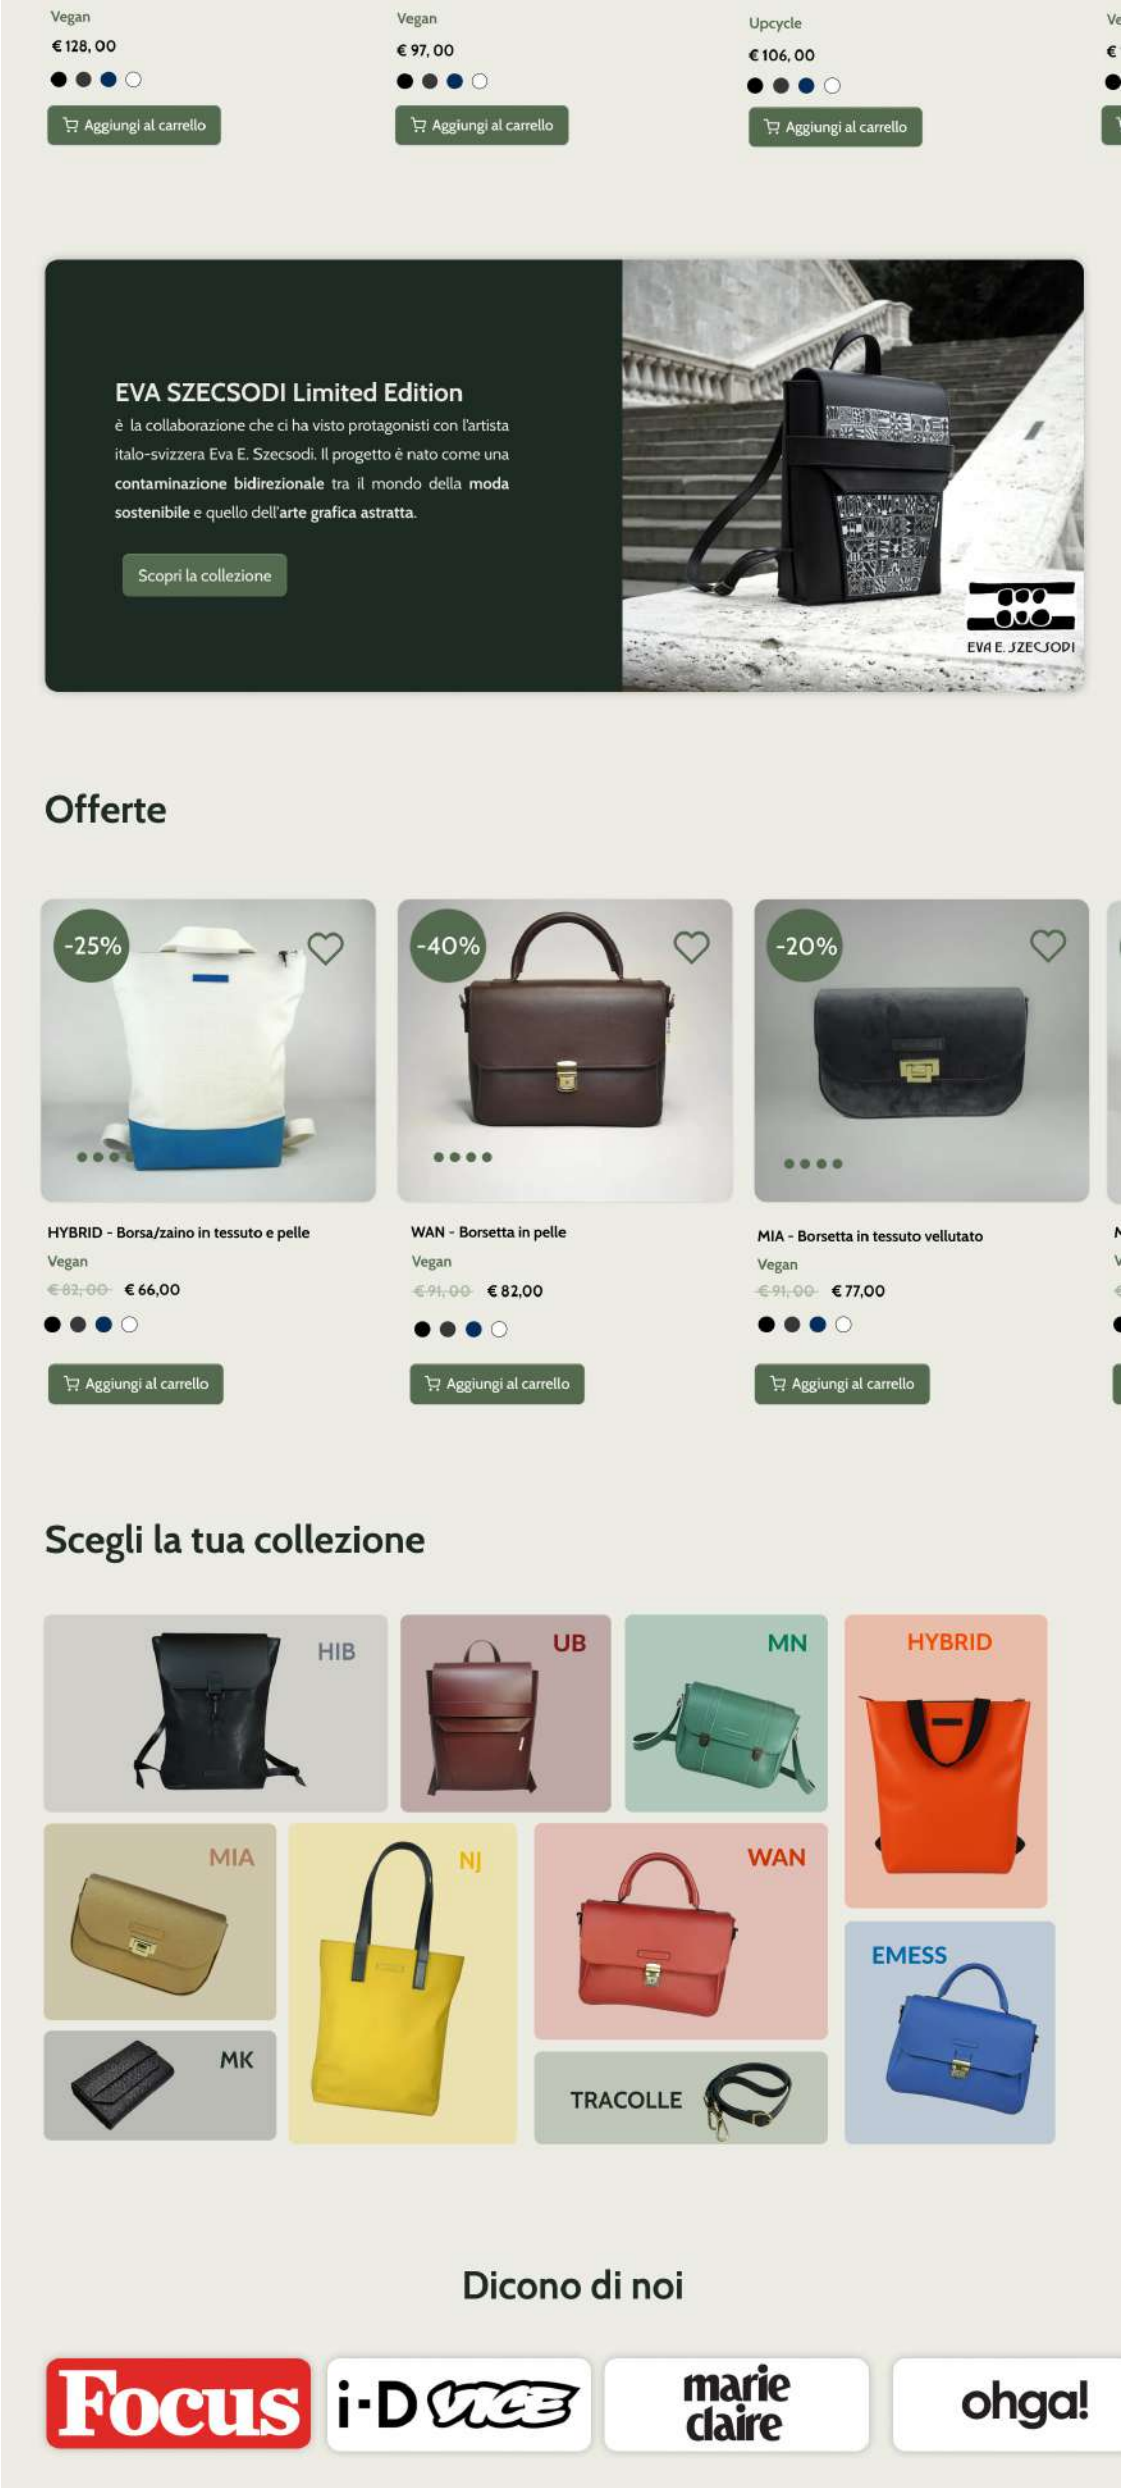 Vegan
€ 128, 00
Aggiungi al carrello
Vegan
€ 97, 00
Aggiungi al carrello
Upcycle
€ 106, 00
Aggiungi al carrello
€
EVA SZECSODI Limited Edition
è la collaborazione che ci ha visto protagonisti con l'artista
italo-svizzera Eva E. Szecsodi. Il progetto è nato come una
contaminazione bidirezionale tra il mondo della moda
sostenibile e quello dell'arte grafica astratta.
Scopri la collezione
EVA E. SZECSODI
Offerte
-25%
HYBRID - Borsa/zaino in tessuto e pelle
Vegan
€ 82, 00 € 66,00
Aggiungi al carrello
-40%
WAN - Borsetta in pelle
Vegan
€ 91, 00 € 82,00
Aggiungi al carrello
-20%
MIA - Borsetta in tessuto vellutato
Vegan
€ 91, 00 € 77,00
Aggiungi al carrello
Scegli la tua collezione
HIB
UB
MN
HYBRID
MIA
NJ
WAN
EMESS
MK
TRACOLLE
Dicono di noi
Focus
i-D VICE
marie
claire
ohga!